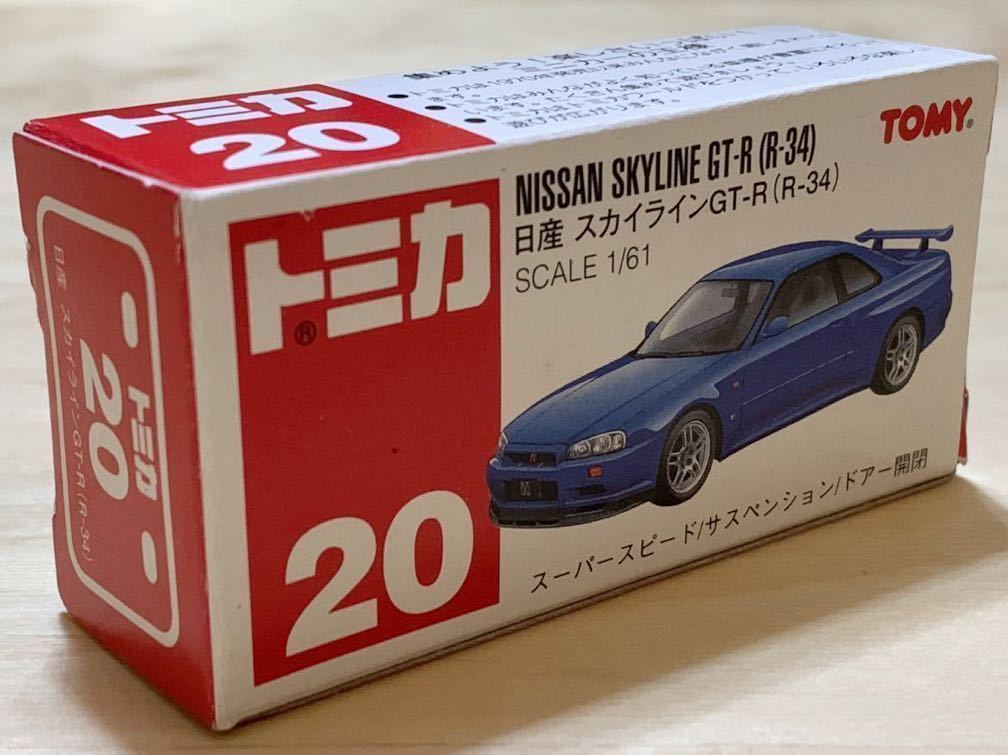 トミカ
20
TOMY®
NISSAN SKYLINE GT-R (R-34)
日産 スカイラインGT-R(R-34)
SCALE 1/61
トミカ®
20
スーパースピード/サスペンション/ドアー開閉
トミカ
20
日産 スカイラインGT-R(R-34)